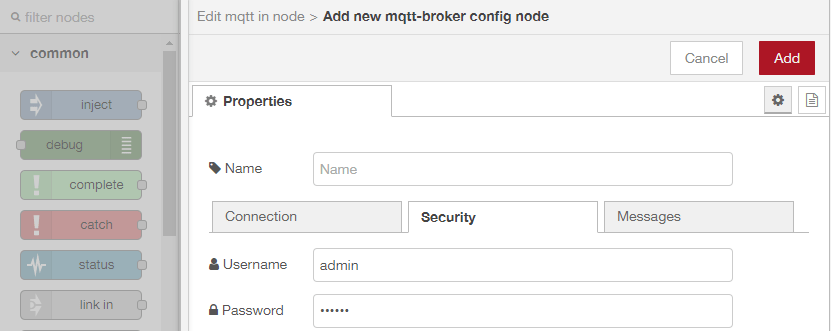 filter nodes
common
inject
debug
complete
catch
status
link in
Edit mqtt in node > Add new mqtt-broker config node
Cancel
Add
Properties
Name
Name
Connection
Security
Messages
Username
admin
Password
••••••